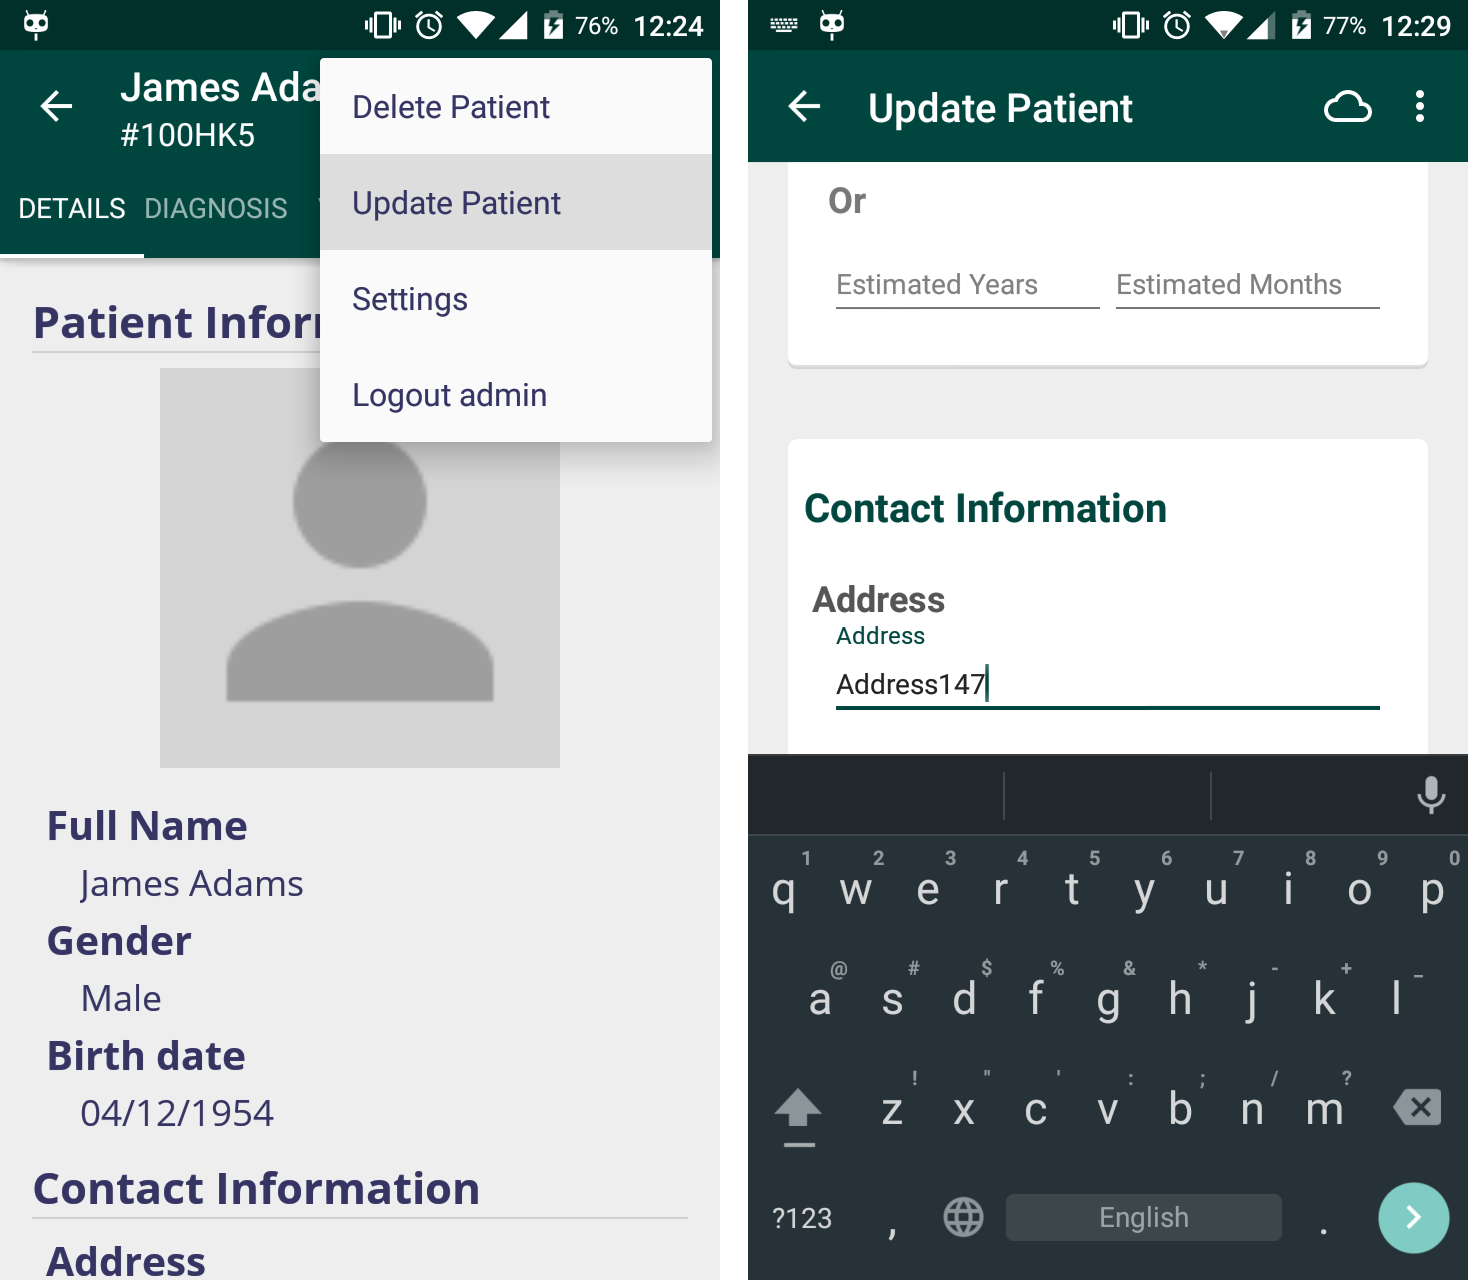 76% 12:24
James Ada
#100HK5
DETAILS DIAGNOSIS
Delete Patient
Update Patient
Settings
Logout admin
Patient Infor
Full Name
James Adams
Gender
Male
Birth date
04/12/1954
Contact Information
Address
77% 12:29
Update Patient
Or
Estimated Years Estimated Months
Contact Information
Address
Address
Address147
1 2 3 4 5 6 7 8 9 0
q w e r t y u i o p
@ # $ % & * - + _
a s d f g h j k l
! " ' : ; / ?
z x c v b n m
?123 , English .